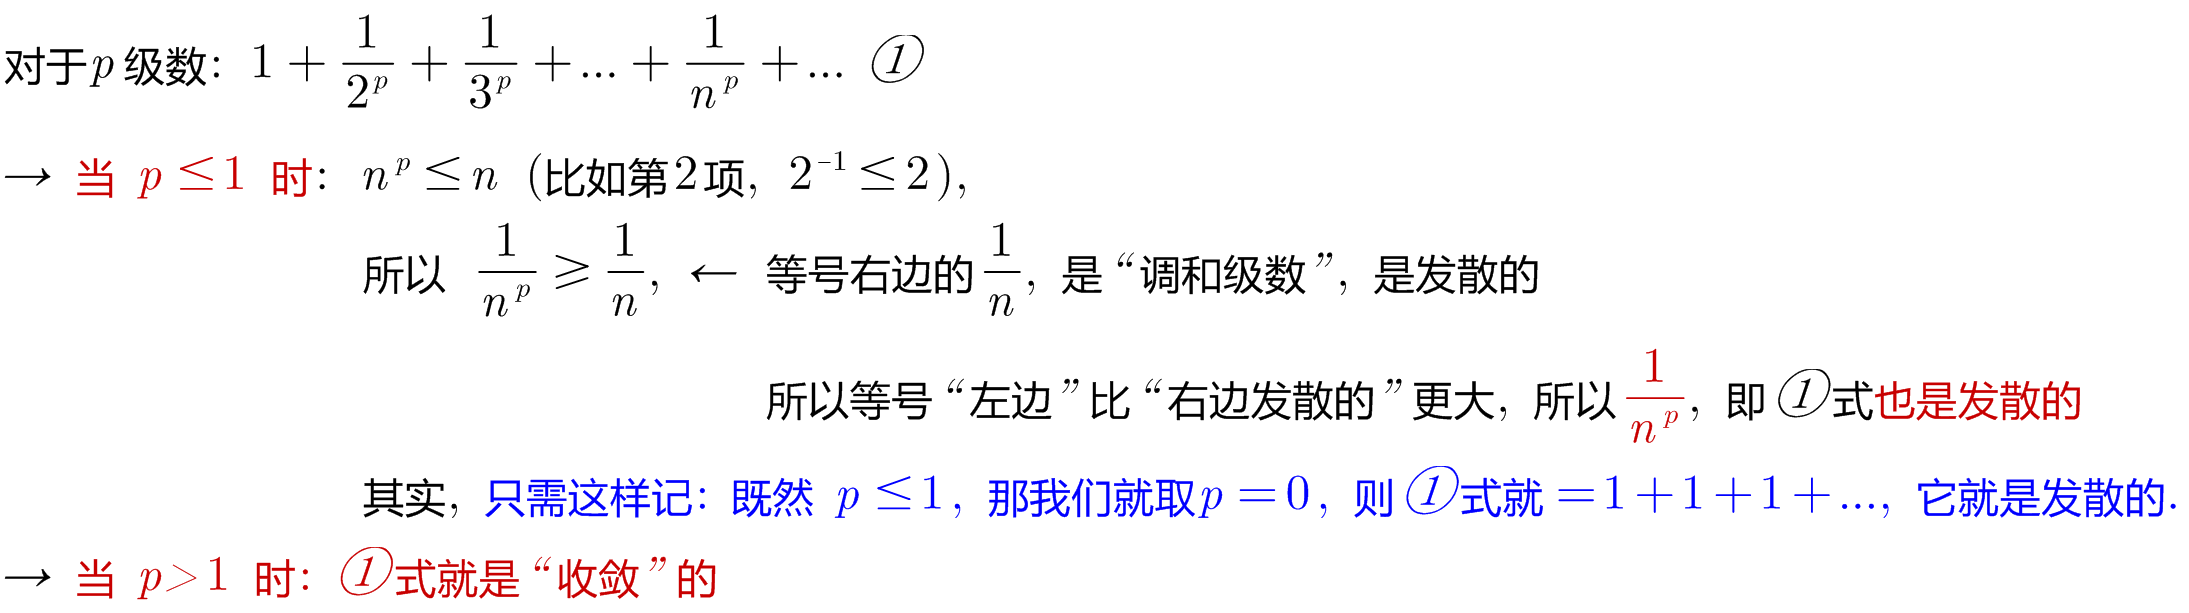 对于p 级数：1 + \frac{1}{2^p} + \frac{1}{3^p} + ... + \frac{1}{n^p} + ... ①
→ 当 p ≤ 1 时： n^p ≤ n (比如第2项， 2^{-1} ≤ 2)，
所以 \frac{1}{n^p} ⩾ \frac{1}{n}， ← 等号右边的 \frac{1}{n}， 是“调和级数”，是发散的
所以等号“左边”比“右边发散的”更大，所以 \frac{1}{n^p}， 即①式也是发散的
其实，只需这样记：既然 p ≤ 1，那我们就取p = 0，则①式就 = 1 + 1 + 1 + ...，它就是发散的.
→ 当 p > 1 时：①式就是“收敛”的